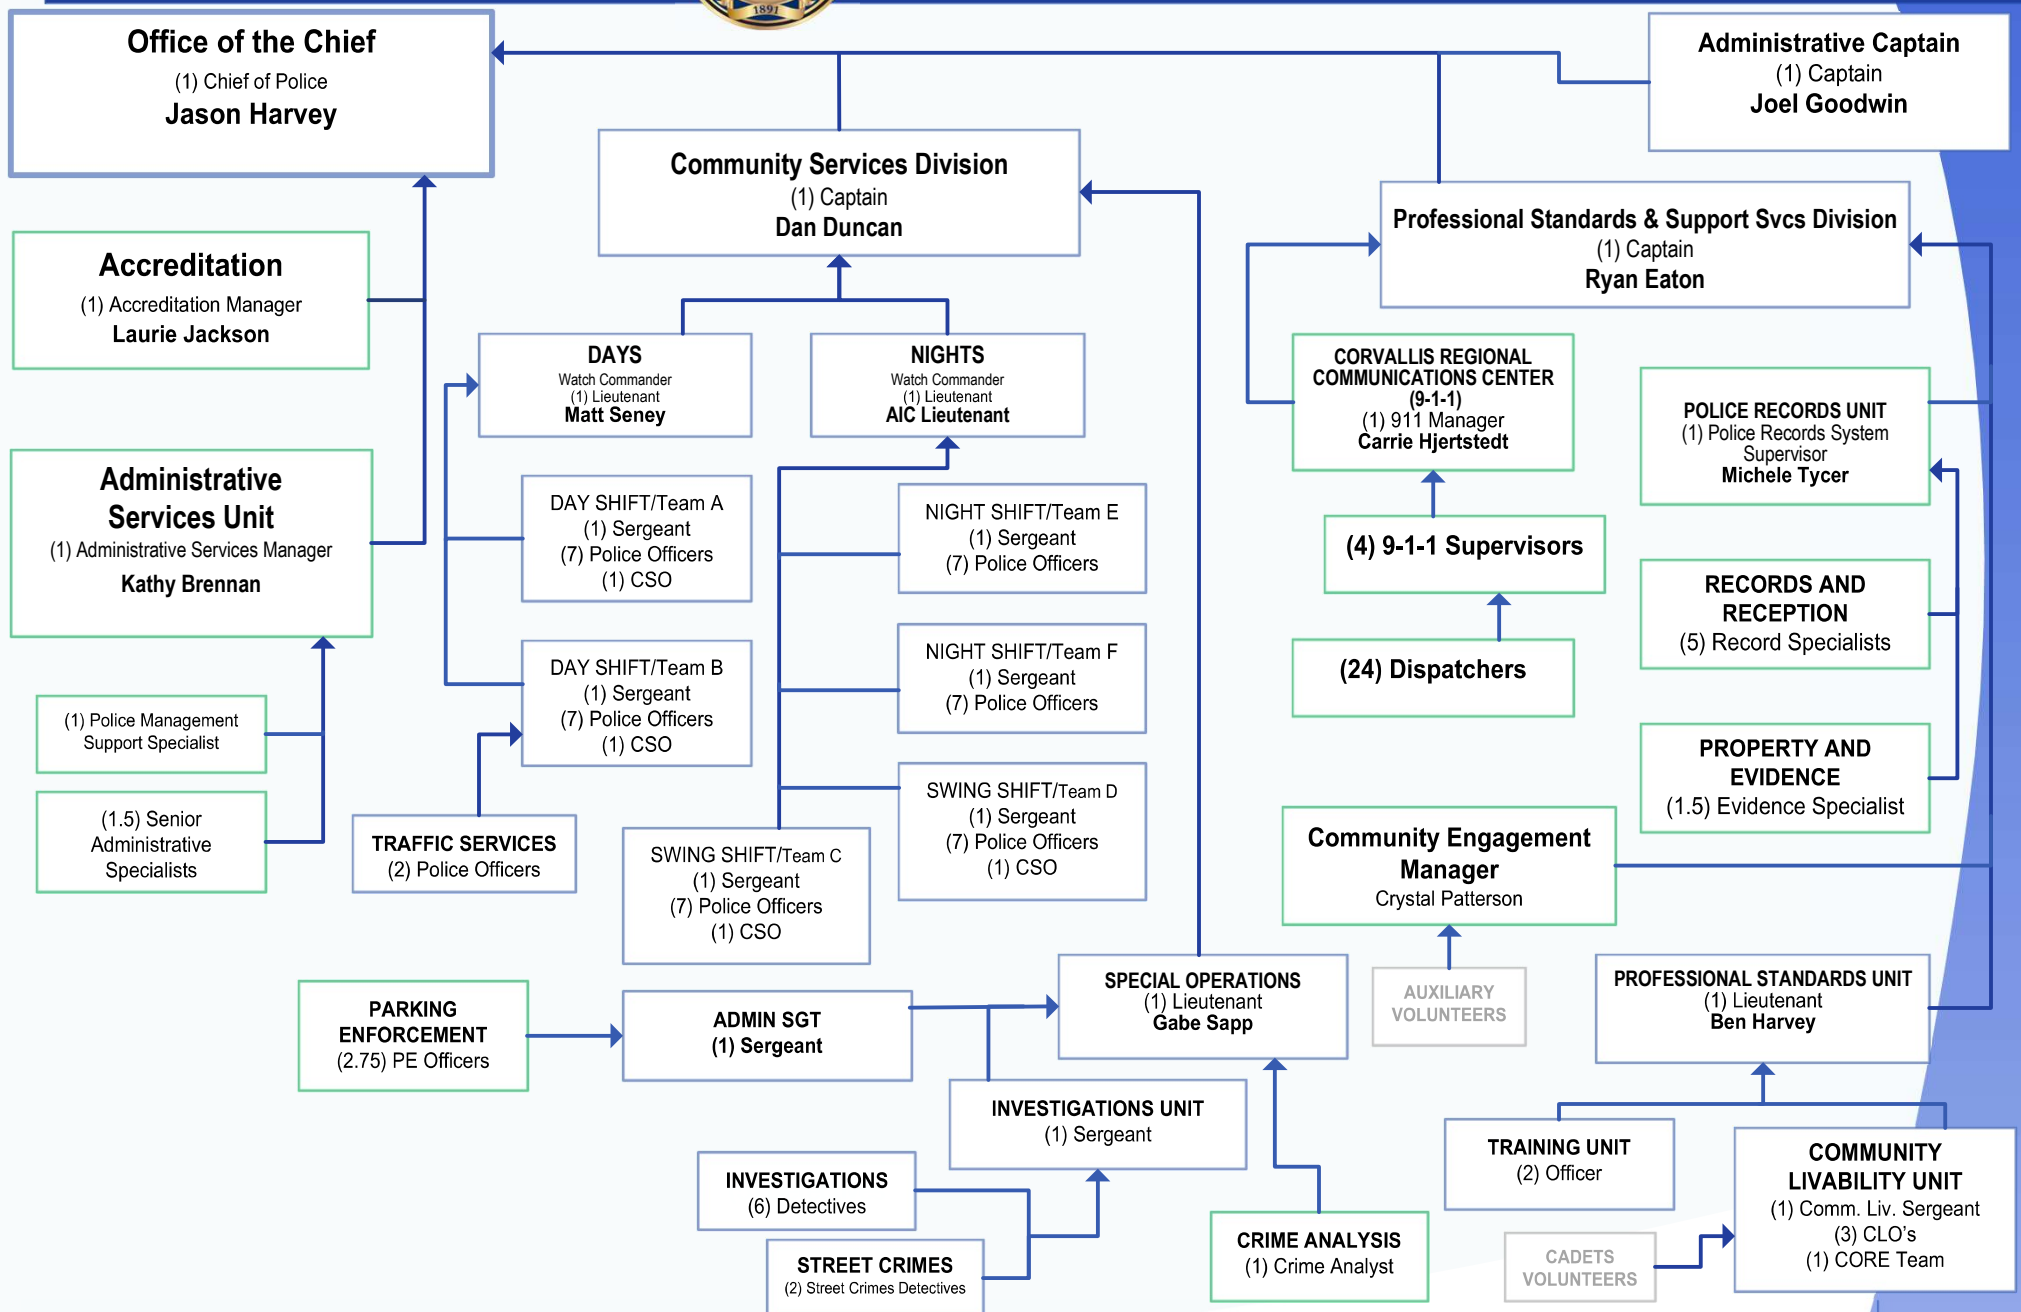 1891
Office of the Chief
(1) Chief of Police
Jason Harvey
Administrative Captain
(1) Captain
Joel Goodwin
Community Services Division
(1) Captain
Dan Duncan
Professional Standards & Support Svcs Division
(1) Captain
Ryan Eaton
Accreditation
(1) Accreditation Manager
Laurie Jackson
Administrative
Services Unit
(1) Administrative Services Manager
Kathy Brennan
(1) Police Management
Support Specialist
(1.5) Senior
Administrative
Specialists
DAYS
Watch Commander
(1) Lieutenant
Matt Seney
NIGHTS
Watch Commander
(1) Lieutenant
AIC Lieutenant
DAY SHIFT/Team A
(1) Sergeant
(7) Police Officers
(1) CSO
DAY SHIFT/Team B
(1) Sergeant
(7) Police Officers
(1) CSO
TRAFFIC SERVICES
(2) Police Officers
NIGHT SHIFT/Team E
(1) Sergeant
(7) Police Officers
NIGHT SHIFT/Team F
(1) Sergeant
(7) Police Officers
SWING SHIFT/Team D
(1) Sergeant
(7) Police Officers
(1) CSO
SWING SHIFT/Team C
(1) Sergeant
(7) Police Officers
(1) CSO
CORVALLIS REGIONAL
COMMUNICATIONS CENTER
(9-1-1)
(1) 911 Manager
Carrie Hjertstedt
(4) 9-1-1 Supervisors
(24) Dispatchers
POLICE RECORDS UNIT
(1) Police Records System
Supervisor
Michele Tycer
RECORDS AND
RECEPTION
(5) Record Specialists
PROPERTY AND
EVIDENCE
(1.5) Evidence Specialist
Community Engagement
Manager
Crystal Patterson
AUXILIARY
VOLUNTEERS
PARKING
ENFORCEMENT
(2.75) PE Officers
ADMIN SGT
(1) Sergeant
SPECIAL OPERATIONS
(1) Lieutenant
Gabe Sapp
INVESTIGATIONS UNIT
(1) Sergeant
INVESTIGATIONS
(6) Detectives
STREET CRIMES
(2) Street Crimes Detectives
CRIME ANALYSIS
(1) Crime Analyst
PROFESSIONAL STANDARDS UNIT
(1) Lieutenant
Ben Harvey
TRAINING UNIT
(2) Officer
COMMUNITY
LIVABILITY UNIT
(1) Comm. Liv. Sergeant
(3) CLO’s
(1) CORE Team
CADETS
VOLUNTEERS